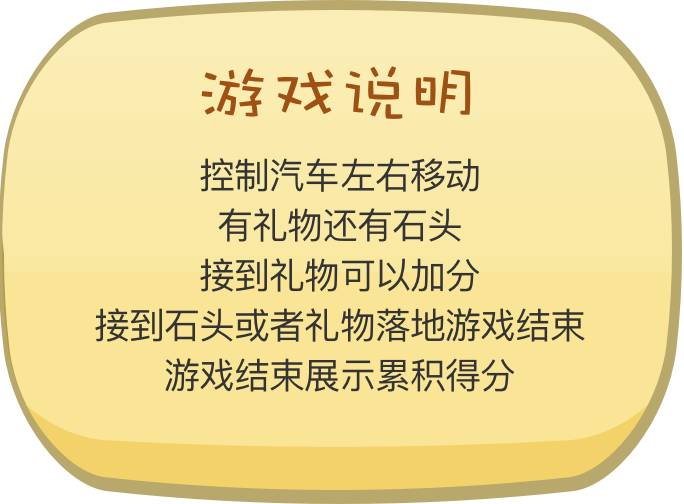 游戏说明
控制汽车左右移动
有礼物还有石头
接到礼物可以加分
接到石头或者礼物落地游戏结束
游戏结束展示累积得分